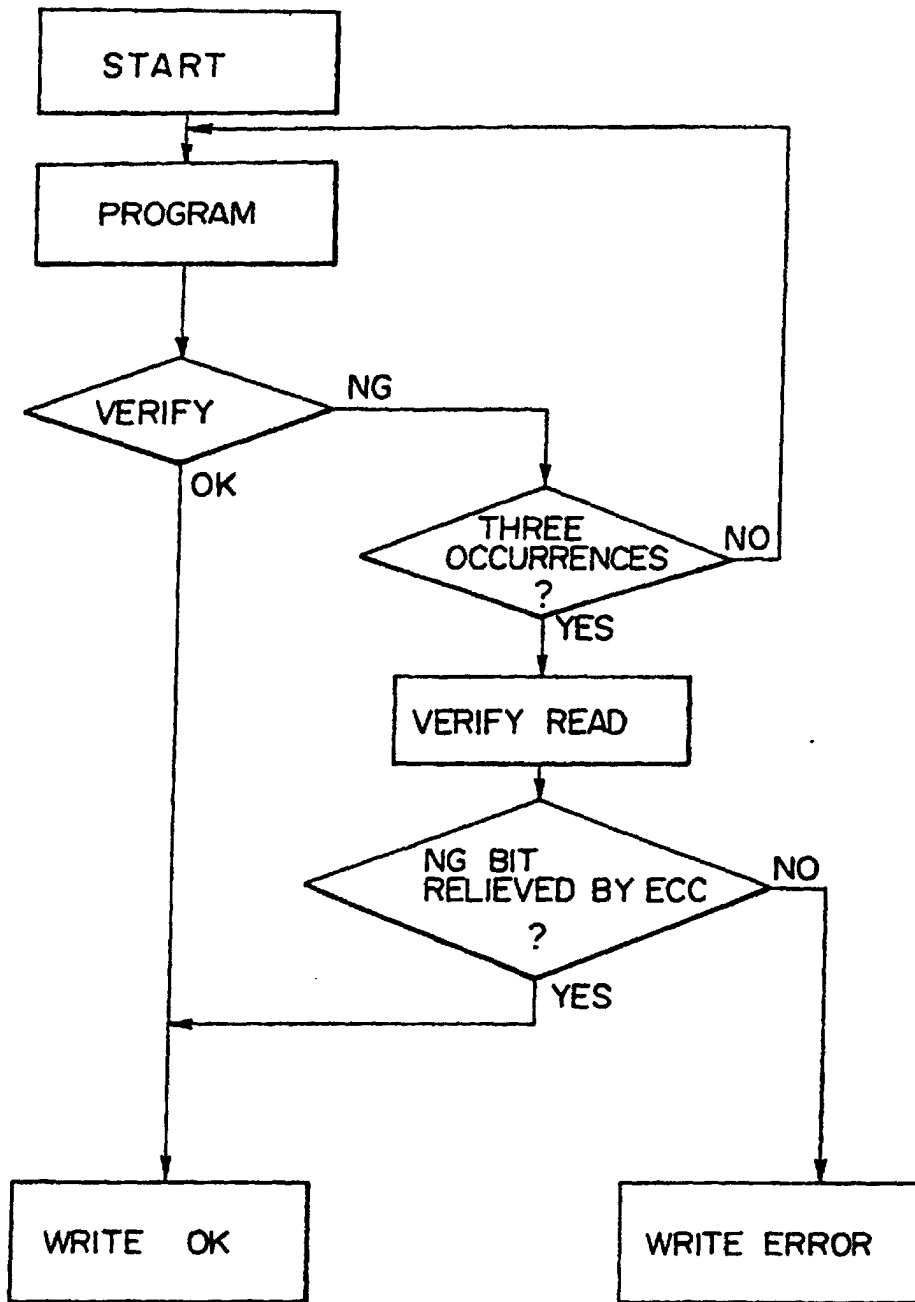 START
PROGRAM
VERIFY
NG
OK
THREE
OCCURRENCES
?
NO
YES
VERIFY READ
NG BIT
RELIEVED BY ECC
?
NO
YES
WRITE OK
WRITE ERROR